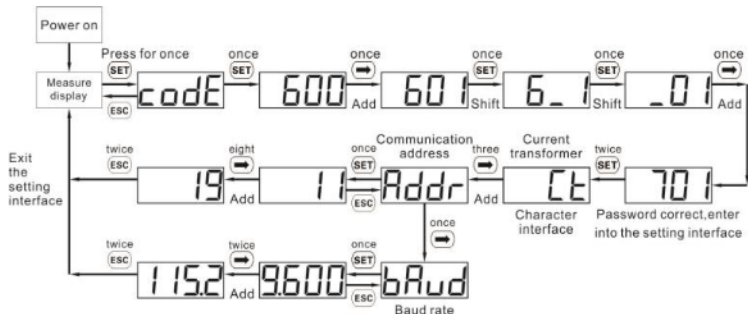 Power on
Press for once
once
once
once
once
once
Measure display
SET
ESC
codE
SET
600
➡
Add
601
SET
Shift
6_1
SET
Shift
_01
➡
Add
Exit the setting interface
twice
ESC
19
eight
➡
Add
11
once
SET
ESC
Communication address
Addr
three
➡
Add
Current transformer
Ct
Character interface
twice
SET
701
Password correct,enter into the setting interface
once
➡
twice
ESC
115.2
twice
➡
Add
9.600
once
SET
ESC
bAud
Baud rate